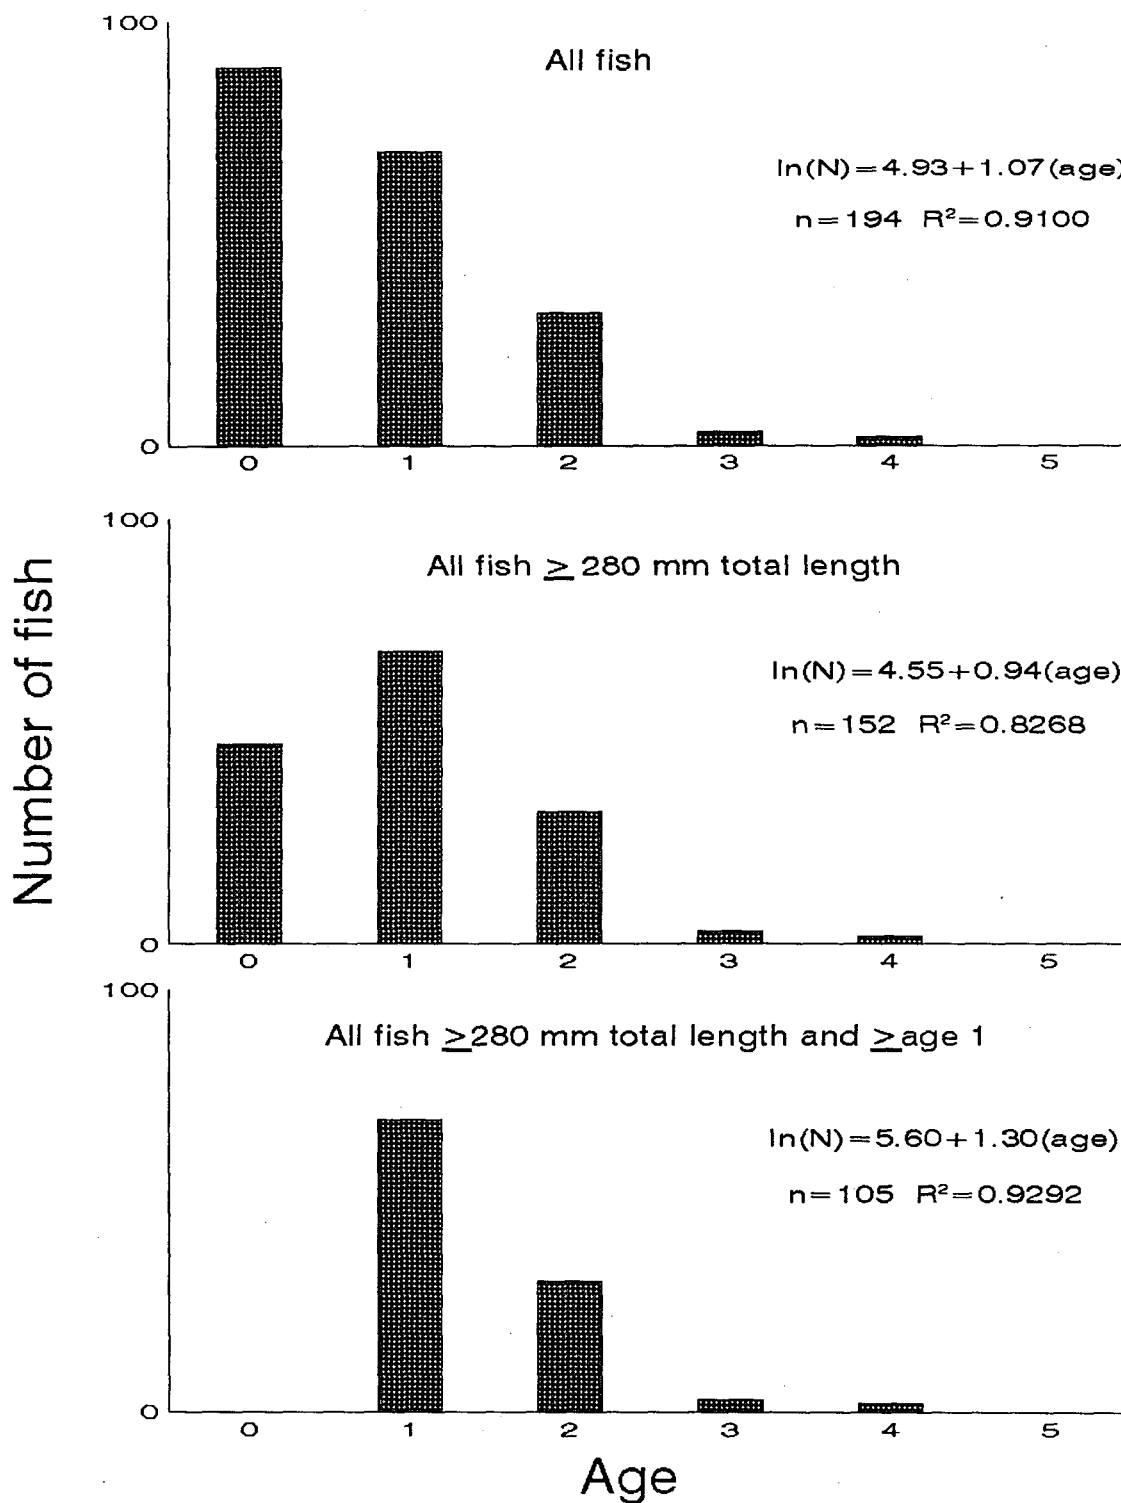 100
All fish
ln(N)=4.93+1.07(age)
n=194 R²=0.9100
0
0 1 2 3 4 5
Number of fish
100
All fish ≥ 280 mm total length
ln(N)=4.55+0.94(age)
n=152 R²=0.8268
0
0 1 2 3 4 5
100
All fish ≥280 mm total length and ≥age 1
ln(N)=5.60+1.30(age)
n=105 R²=0.9292
0
0 1 2 3 4 5
Age